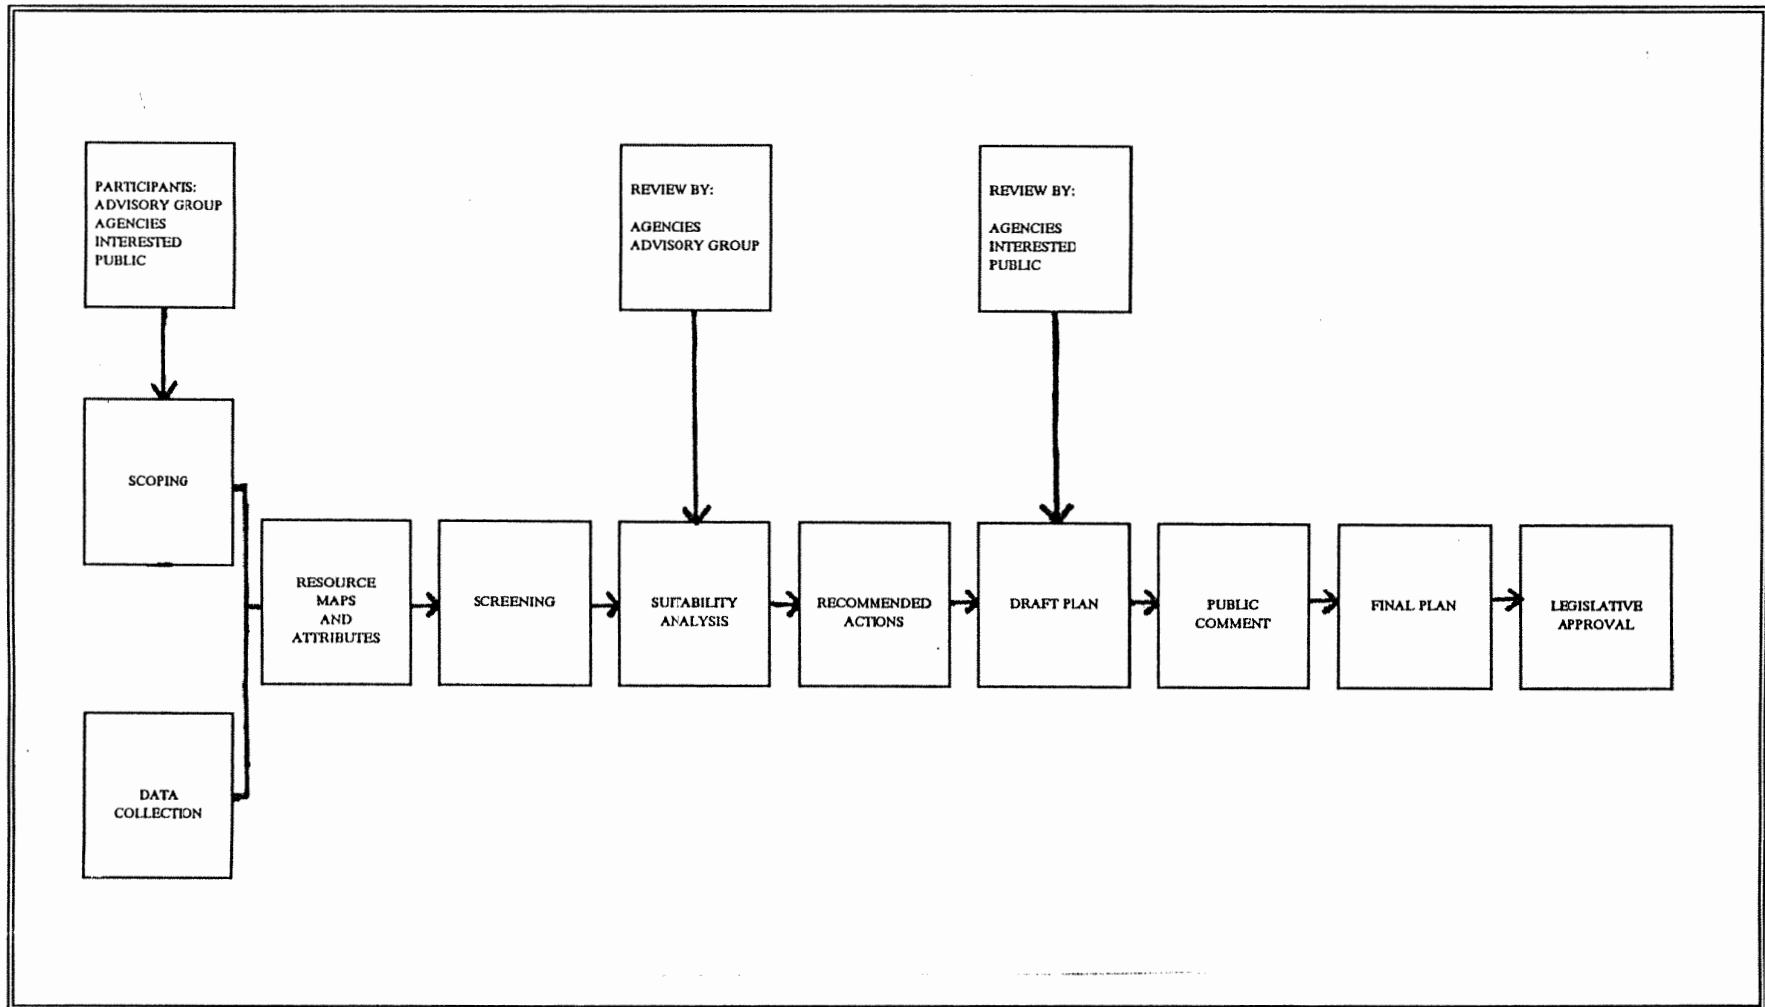 PARTICIPANTS:
ADVISORY GROUP
AGENCIES
INTERESTED
PUBLIC
REVIEW BY:
AGENCIES
ADVISORY GROUP
REVIEW BY:
AGENCIES
INTERESTED
PUBLIC
SCOPING
DATA
COLLECTION
RESOURCE
MAPS
AND
ATTRIBUTES
SCREENING
SUITABILITY
ANALYSIS
RECOMMENDED
ACTIONS
DRAFT PLAN
PUBLIC
COMMENT
FINAL PLAN
LEGISLATIVE
APPROVAL